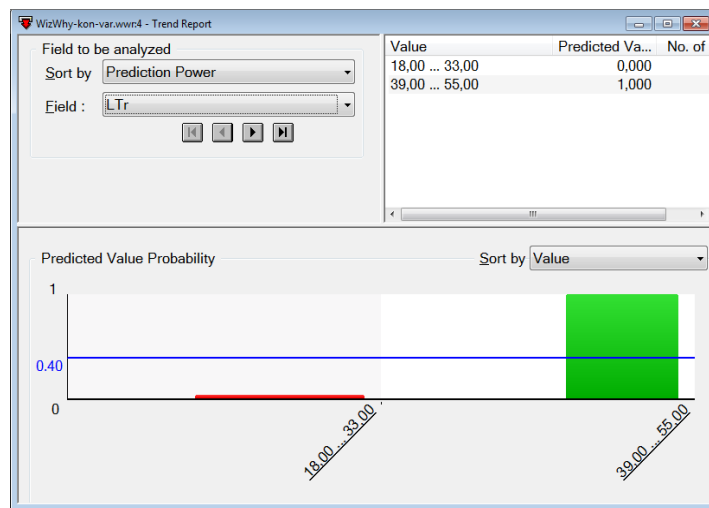 WizWhy-kon-var.wwr:4 - Trend Report
Field to be analyzed
Sort by Prediction Power
Field : LTr
Value Predicted Va... No. of
18,00 ... 33,00 0,000
39,00 ... 55,00 1,000
Predicted Value Probability
Sort by Value
1
0.40
0
18,00 ... 33,00
39,00 ... 55,00